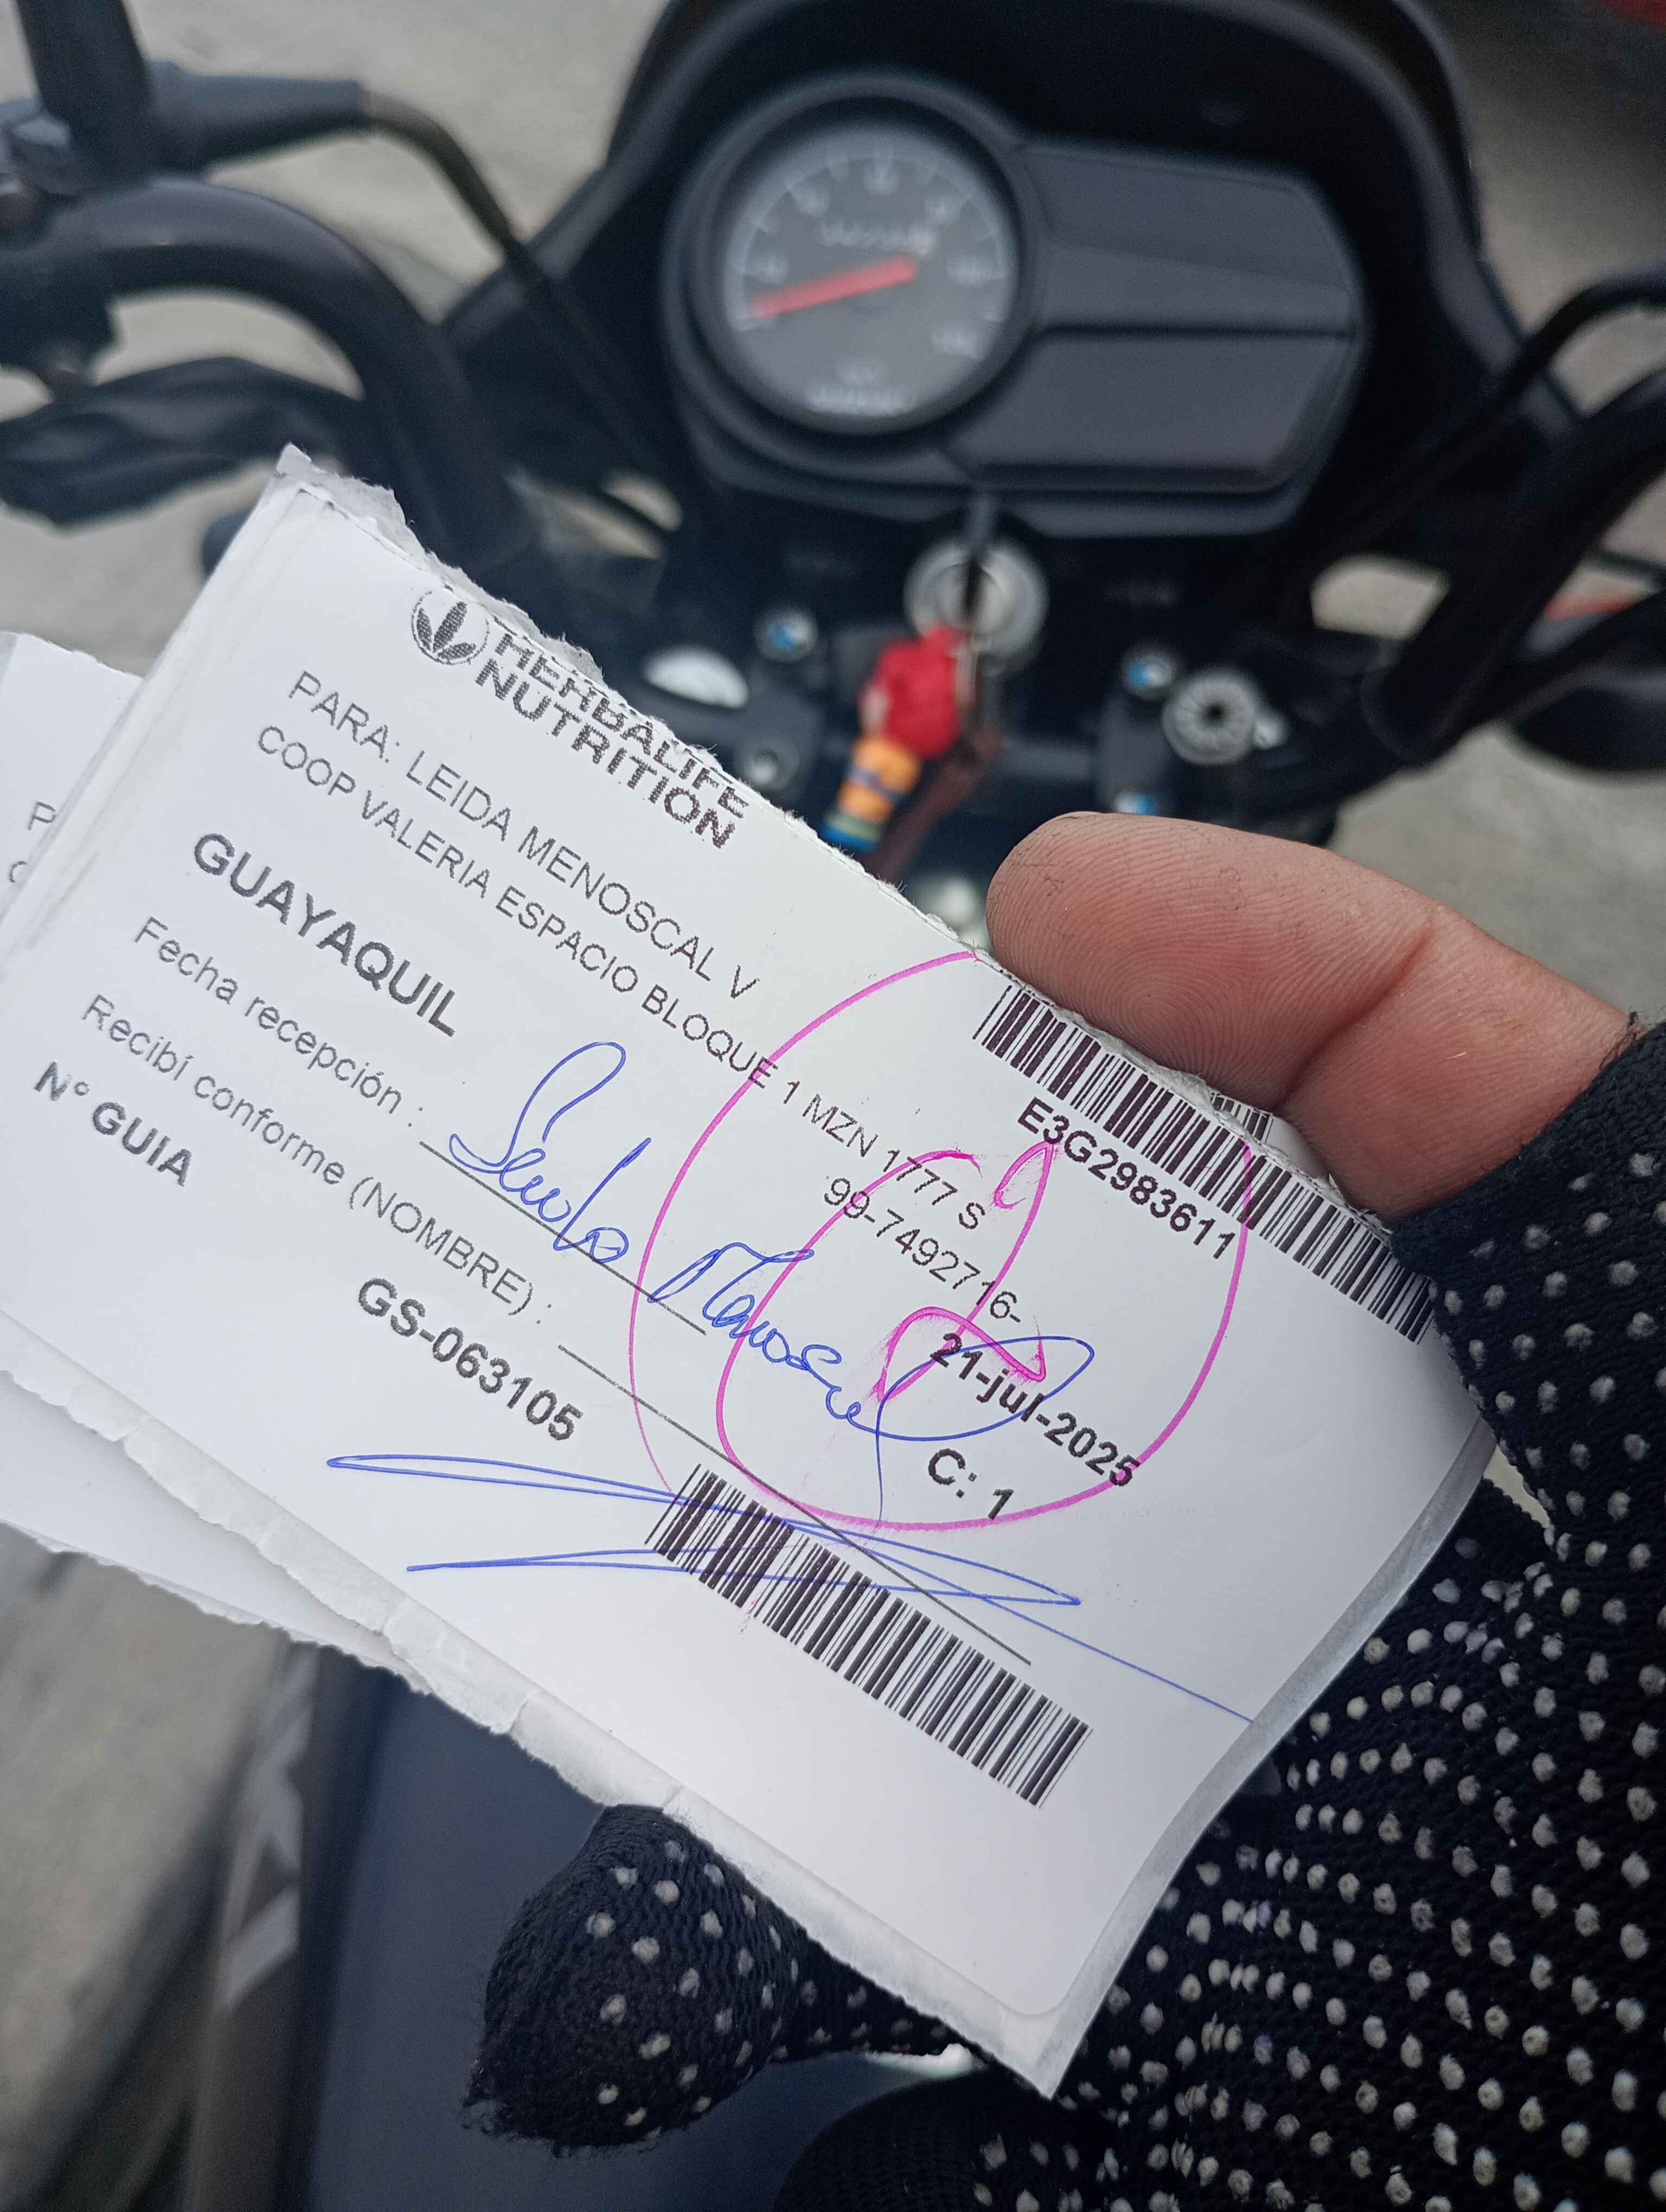 HERBALIFE
NUTRITION
E3G2983611
PARA: LEIDA MENOSCAL V
COOP VALERIA ESPACIO BLOQUE 1 MZN 1777 S
99-7492716-
GUAYAQUIL
21-jul-2025
Fecha recepción :
C: 1
Recibí conforme (NOMBRE) :
N° GUIA
GS-063105